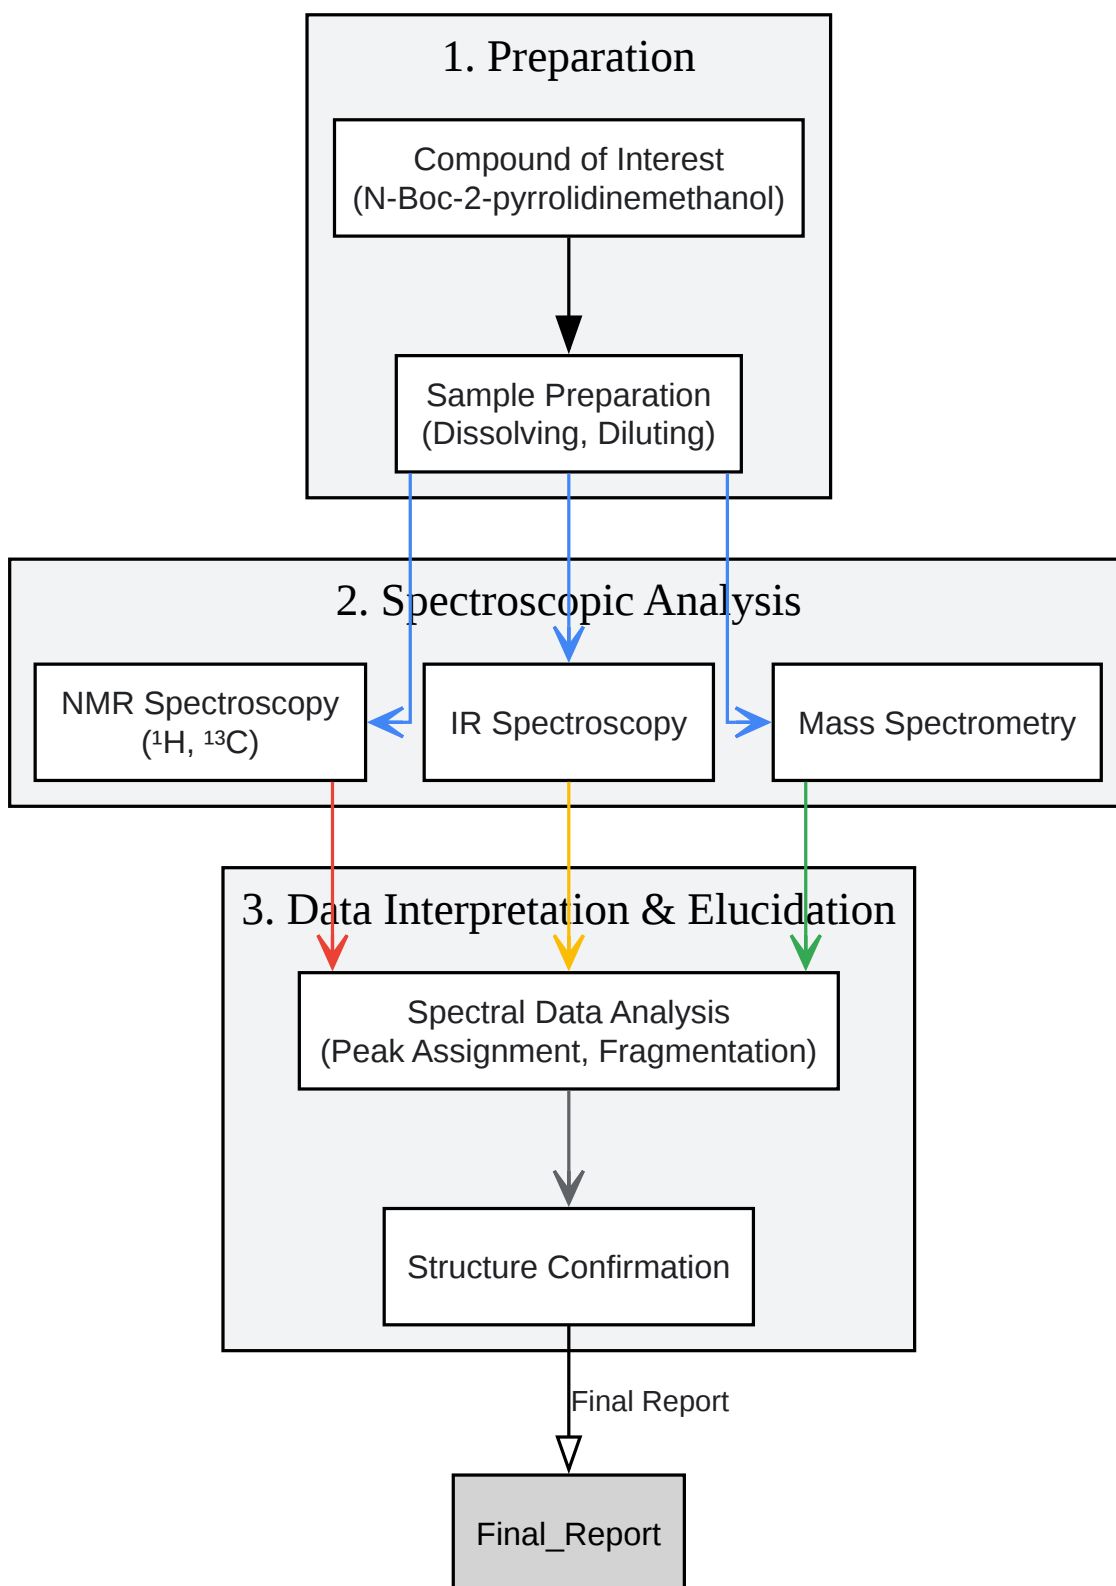 1. Preparation
Compound of Interest
(N-Boc-2-pyrrolidinemethanol)
Sample Preparation
(Dissolving, Diluting)
2. Spectroscopic Analysis
NMR Spectroscopy
(¹H, ¹³C)
IR Spectroscopy
Mass Spectrometry
3. Data Interpretation & Elucidation
Spectral Data Analysis
(Peak Assignment, Fragmentation)
Structure Confirmation
Final Report
Final_Report